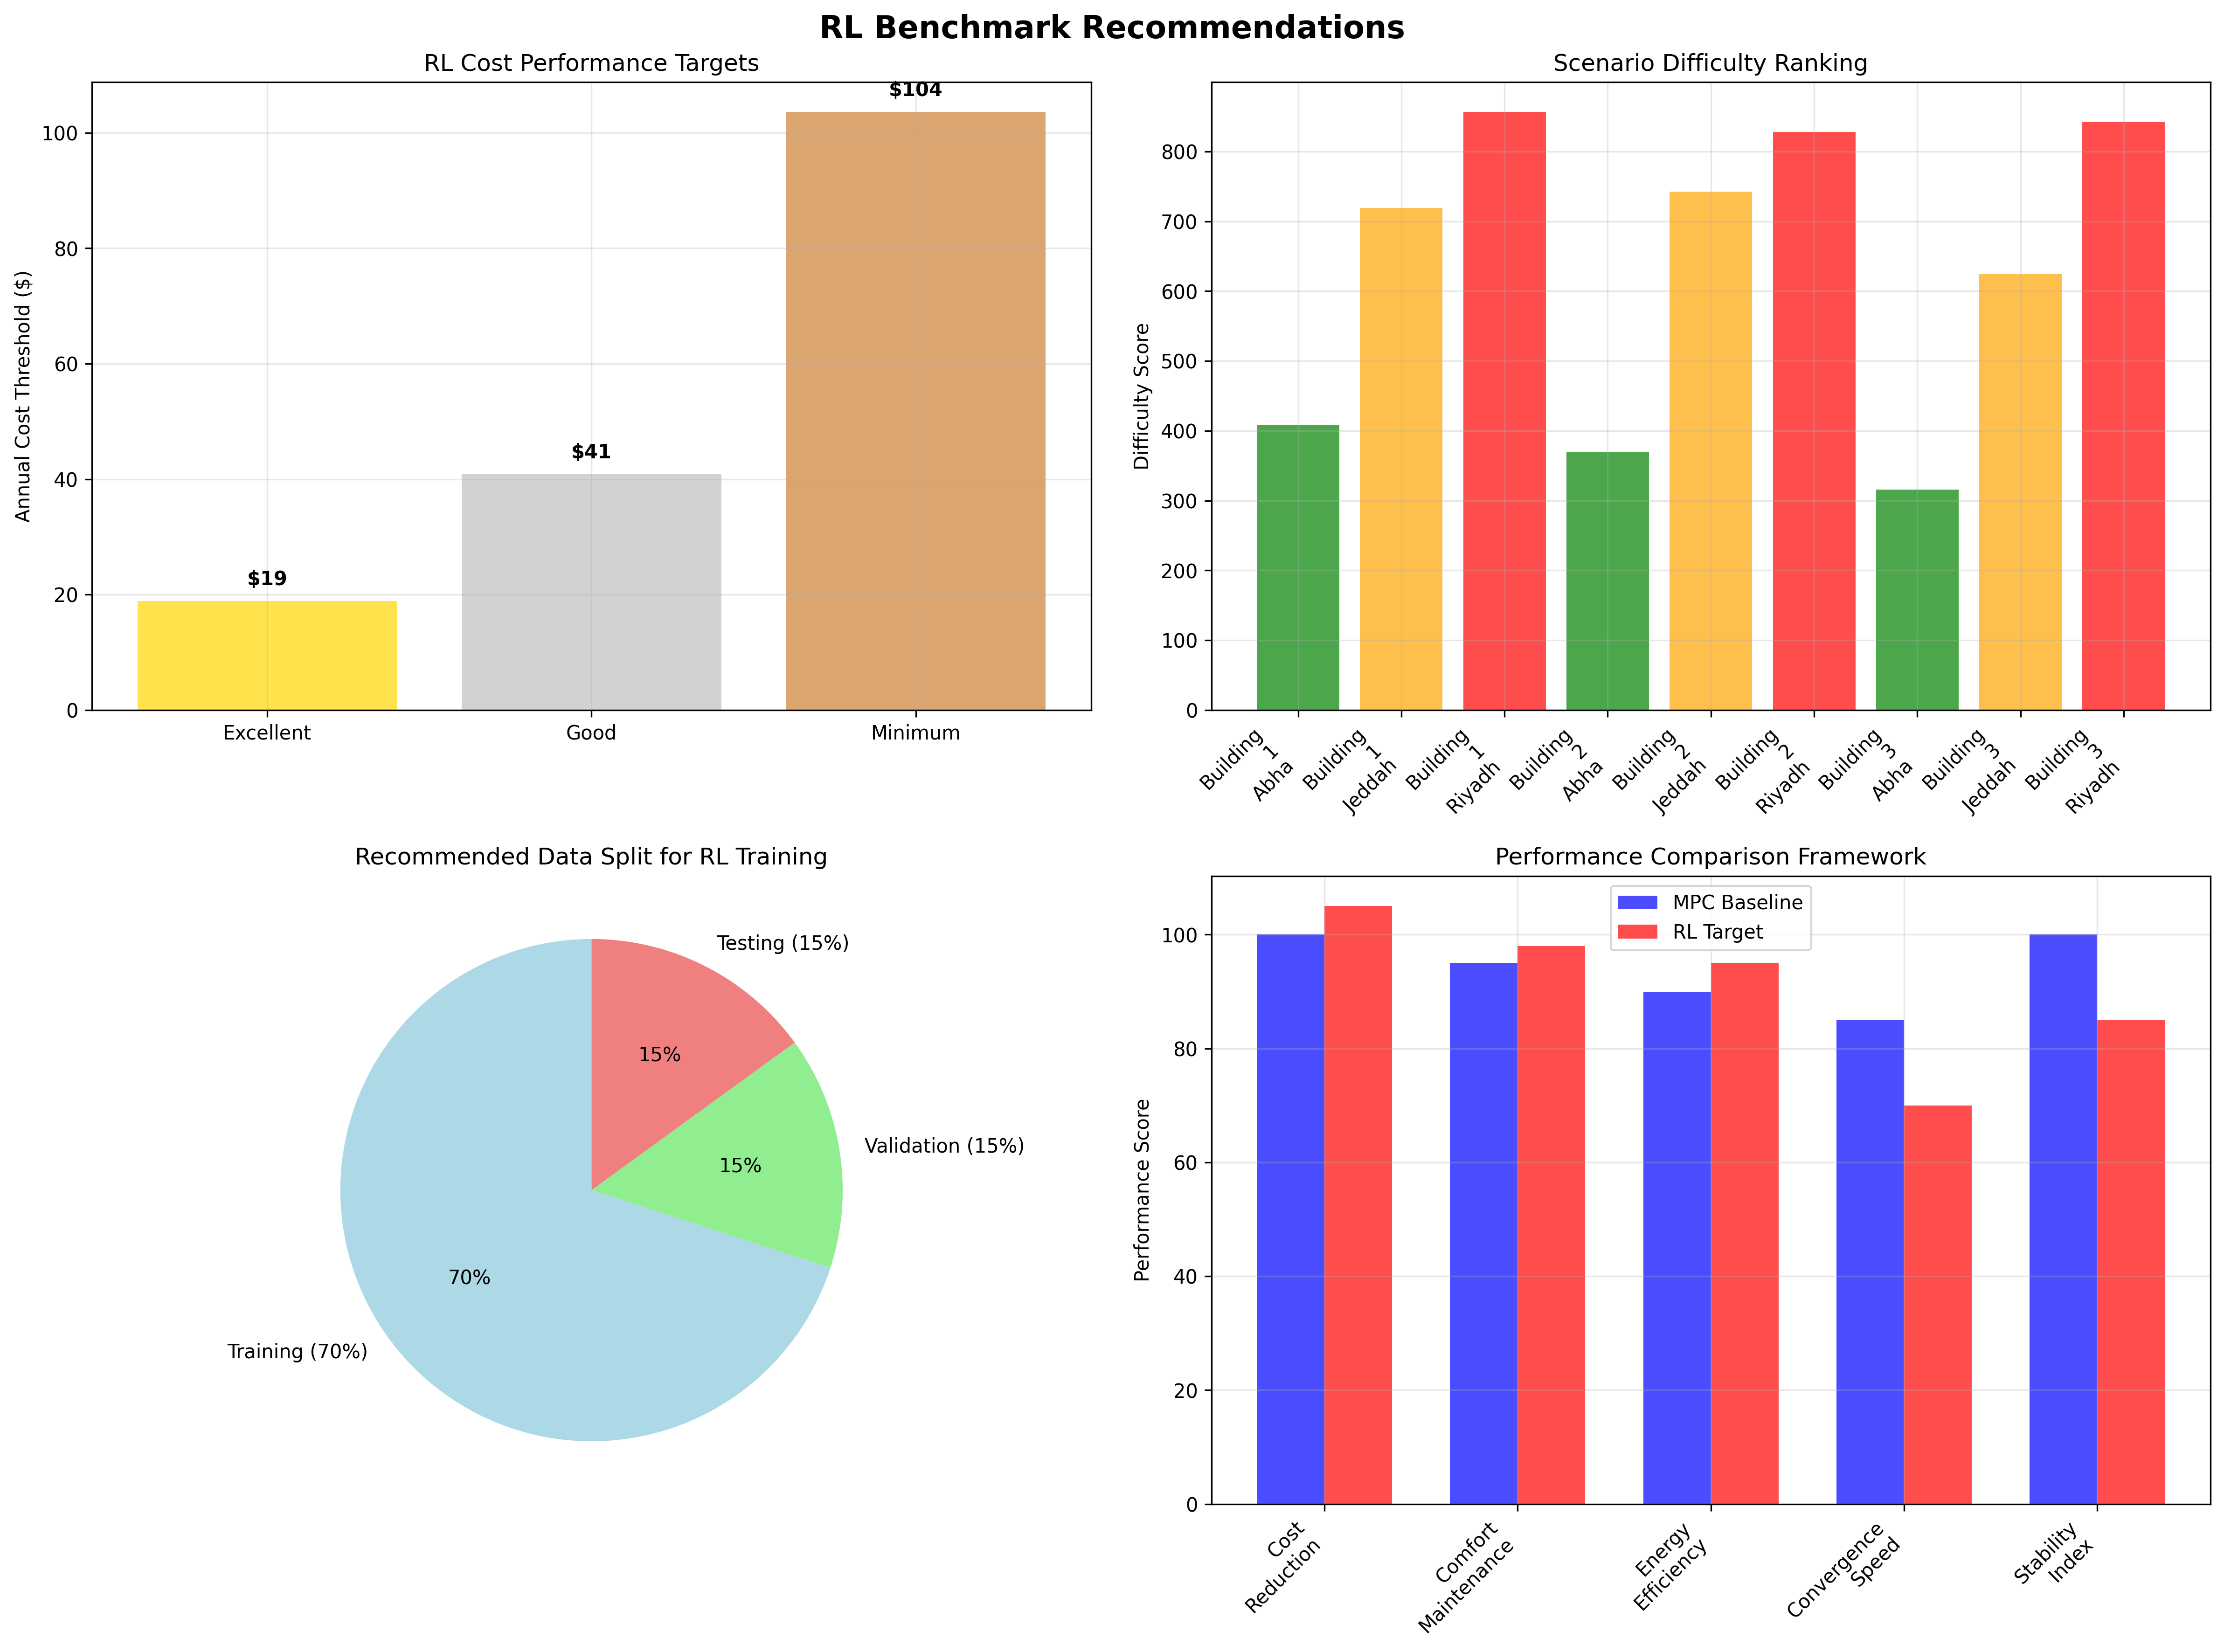 RL Benchmark Recommendations
RL Cost Performance Targets
Annual Cost Threshold ($)
100
80
60
40
20
0
$19
$41
$104
Excellent
Good
Minimum
Scenario Difficulty Ranking
Difficulty Score
800
700
600
500
400
300
200
100
0
Building
1
Abha
Building
1
Jeddah
Building
1
Riyadh
Building
2
Abha
Building
2
Jeddah
Building
2
Riyadh
Building
3
Abha
Building
3
Jeddah
Building
3
Riyadh
Recommended Data Split for RL Training
Testing (15%)
15%
Validation (15%)
15%
70%
Training (70%)
Performance Comparison Framework
MPC Baseline
RL Target
Performance Score
100
80
60
40
20
0
Cost
Reduction
Comfort
Maintenance
Energy
Efficiency
Convergence
Speed
Stability
Index